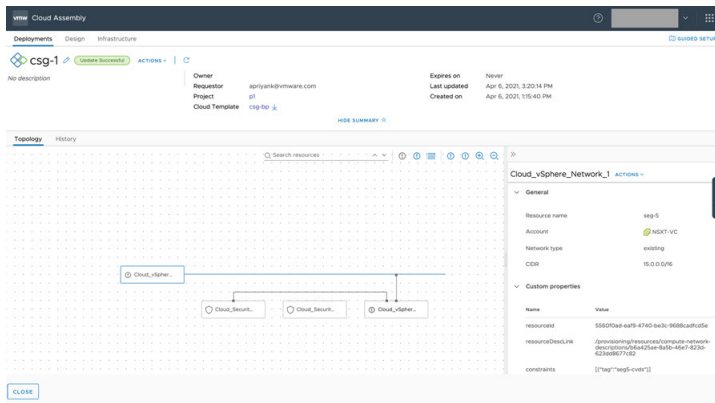 vmw Cloud Assembly
Deployments Design Infrastructure
GUIDED SETUP
csg-1 Update Successful ACTIONS
No description
Owner
Requestor apriyank@vmware.com
Project p1
Cloud Template csg-bp
Expires on Never
Last updated Apr 6, 2021, 3:20:14 PM
Created on Apr 6, 2021, 1:15:40 PM
HIDE SUMMARY
Topology History
Search resources
Cloud_vSpher...
Cloud_Securit...
Cloud_Securit...
Cloud_vSpher...
Cloud_vSphere_Network_1 ACTIONS
General
Resource name seg-5
Account NSXT-VC
Network type existing
CIDR 15.0.0.0/16
Custom properties
Name Value
resourceId 5560f0ad-eaf9-4740-be3c-9688cadfcd5e
resourceDescLink /provisioning/resources/compute-network-
descriptions/b6a425ae-8a5b-46e7-823d-
623dd8677c82
constraints [{"tag":"seg5-cvds"}]
CLOSE